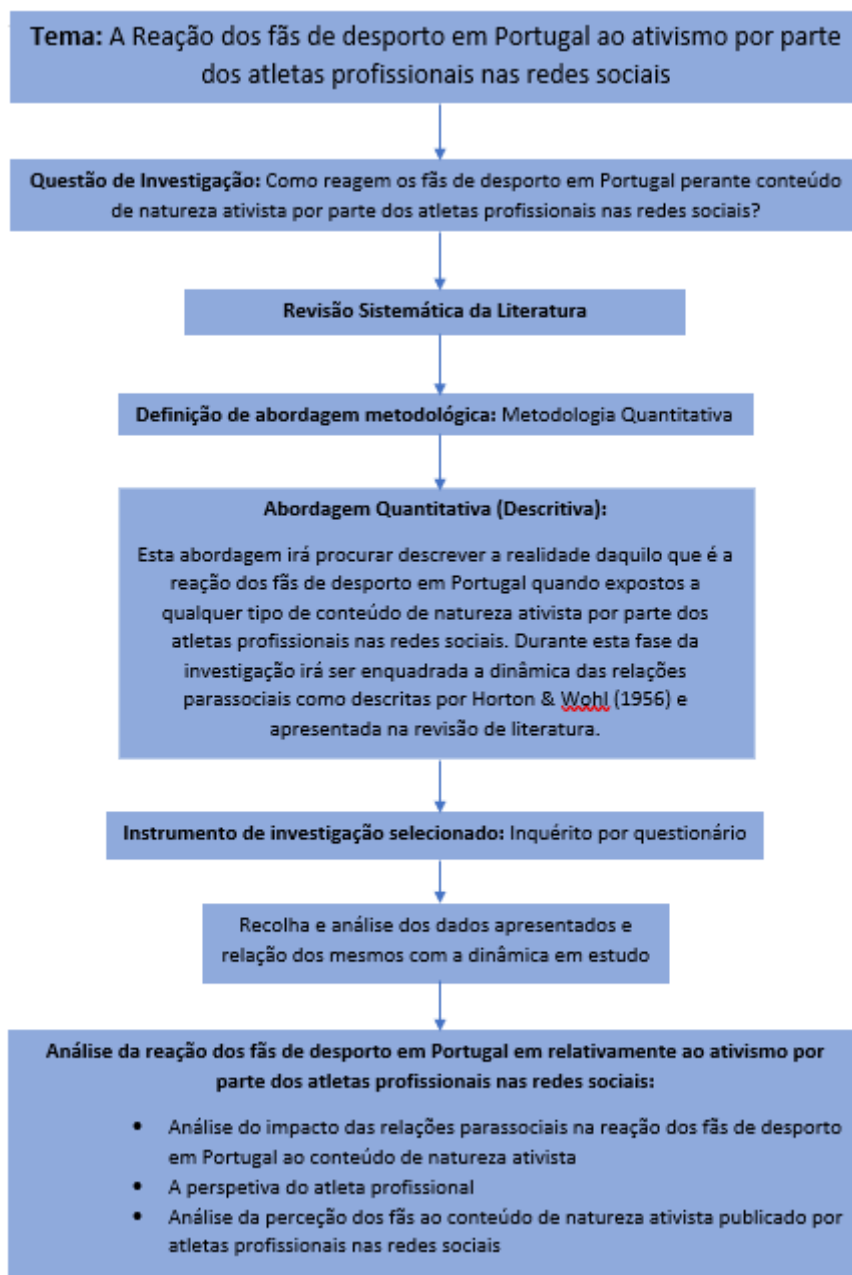 Tema: A Reação dos fãs de desporto em Portugal ao ativismo por parte
dos atletas profissionais nas redes sociais
Questão de Investigação: Como reagem os fãs de desporto em Portugal perante conteúdo
de natureza ativista por parte dos atletas profissionais nas redes sociais?
Revisão Sistemática da Literatura
Definição de abordagem metodológica: Metodologia Quantitativa
Abordagem Quantitativa (Descritiva):
Esta abordagem irá procurar descrever a realidade daquilo que é a
reação dos fãs de desporto em Portugal quando expostos a
qualquer tipo de conteúdo de natureza ativista por parte dos
atletas profissionais nas redes sociais. Durante esta fase da
investigação irá ser enquadrada a dinâmica das relações
parassociais como descritas por Horton & Wohl (1956) e
apresentada na revisão de literatura.
Instrumento de investigação selecionado: Inquérito por questionário
Recolha e análise dos dados apresentados e
relação dos mesmos com a dinâmica em estudo
Análise da reação dos fãs de desporto em Portugal em relativamente ao ativismo por
parte dos atletas profissionais nas redes sociais:
• Análise do impacto das relações parassociais na reação dos fãs de desporto
em Portugal ao conteúdo de natureza ativista
• A perspetiva do atleta profissional
• Análise da perceção dos fãs ao conteúdo de natureza ativista publicado por
atletas profissionais nas redes sociais